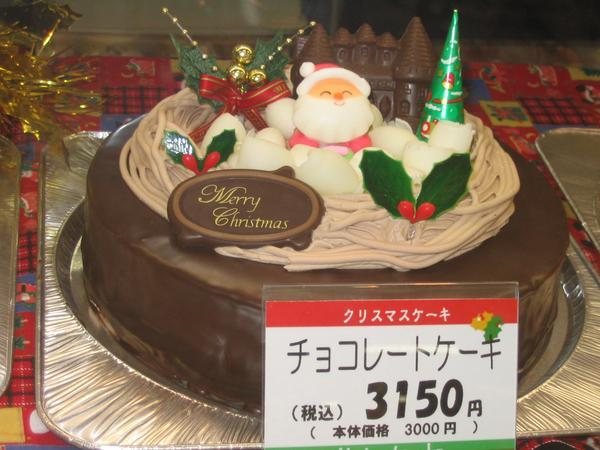 Merry
Christmas
クリスマスケーキ
チョコレートケーキ
（税込） 3150円
（ 本体価格 3000円 ）